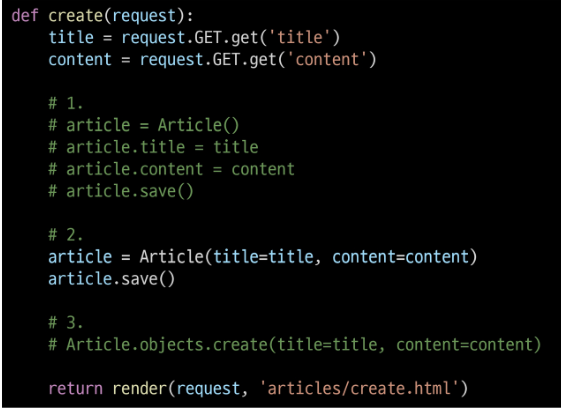 def create(request):
    title = request.GET.get('title')
    content = request.GET.get('content')

    # 1.
    # article = Article()
    # article.title = title
    # article.content = content
    # article.save()

    # 2.
    article = Article(title=title, content=content)
    article.save()

    # 3.
    # Article.objects.create(title=title, content=content)

    return render(request, 'articles/create.html')